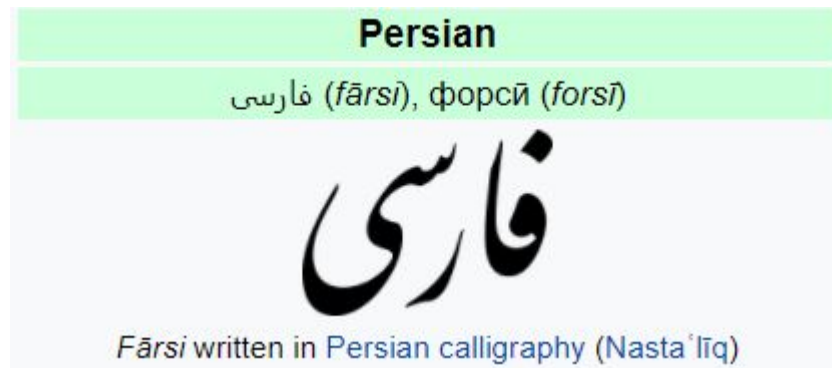 Persian
فارسی (fārsi), форсӣ (forsī)
فارسی
Fārsi written in Persian calligraphy (Nastaʿlīq)